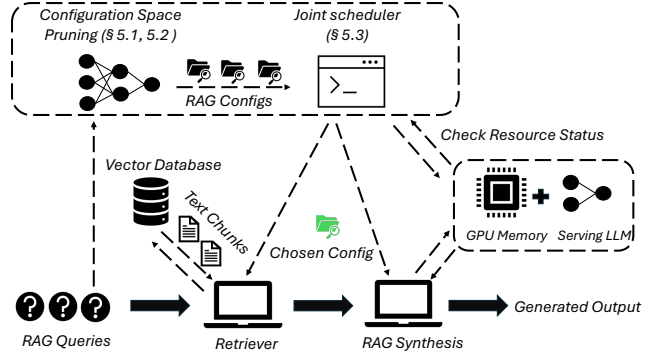 Configuration Space
Pruning (§ 5.1, 5.2 )
Joint scheduler
(§ 5.3)
>_
RAG Configs
Check Resource Status
Vector Database
Text Chunks
GPU Memory
Serving LLM
Chosen Config
? ? ?
RAG Queries
Retriever
RAG Synthesis
Generated Output